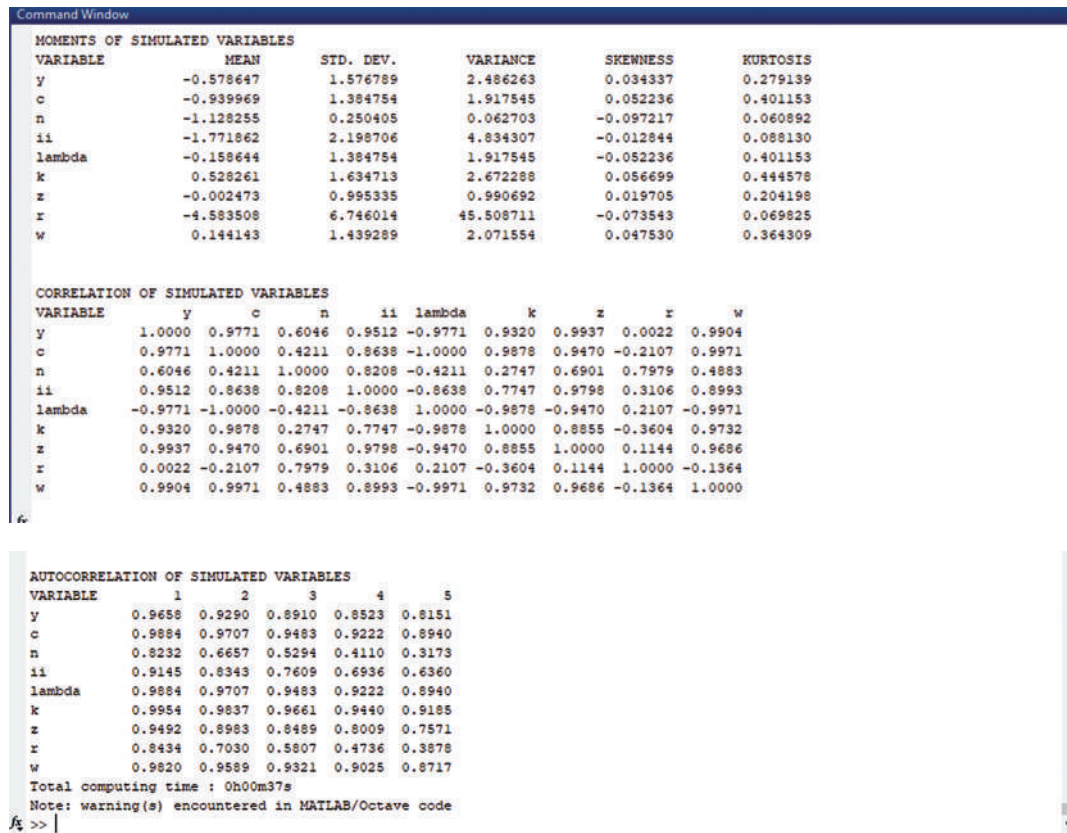 Command Window
MOMENTS OF SIMULATED VARIABLES
VARIABLE MEAN STD. DEV. VARIANCE SKEWNESS KURTOSIS
y -0.578647 1.576789 2.486263 0.034337 0.279139
c -0.939969 1.384754 1.917545 0.052236 0.401153
n -1.128255 0.250405 0.062703 -0.097217 0.060892
ii -1.771862 2.198706 4.834307 -0.012844 0.088130
lambda -0.158644 1.384754 1.917545 -0.052236 0.401153
k 0.528261 1.634713 2.672288 0.056699 0.444578
z -0.002473 0.995335 0.990692 0.019705 0.204198
r -4.583508 6.746014 45.508711 -0.073543 0.069825
w 0.144143 1.439289 2.071554 0.047530 0.364309
CORRELATION OF SIMULATED VARIABLES
VARIABLE y c n ii lambda k z r w
y 1.0000 0.9771 0.6046 0.9512 -0.9771 0.9320 0.9937 0.0022 0.9904
c 0.9771 1.0000 0.4211 0.8638 -1.0000 0.9878 0.9470 -0.2107 0.9971
n 0.6046 0.4211 1.0000 0.8208 -0.4211 0.2747 0.6901 0.7979 0.4883
ii 0.9512 0.8638 0.8208 1.0000 -0.8638 0.7747 0.9798 0.3106 0.8993
lambda -0.9771 -1.0000 -0.4211 -0.8638 1.0000 -0.9878 -0.9470 0.2107 -0.9971
k 0.9320 0.9878 0.2747 0.7747 -0.9878 1.0000 0.8855 -0.3604 0.9732
z 0.9937 0.9470 0.6901 0.9798 -0.9470 0.8855 1.0000 0.1144 0.9686
r 0.0022 -0.2107 0.7979 0.3106 0.2107 -0.3604 0.1144 1.0000 -0.1364
w 0.9904 0.9971 0.4883 0.8993 -0.9971 0.9732 0.9686 -0.1364 1.0000
fx
AUTOCORRELATION OF SIMULATED VARIABLES
VARIABLE 1 2 3 4 5
y 0.9658 0.9290 0.8910 0.8523 0.8151
c 0.9884 0.9707 0.9483 0.9222 0.8940
n 0.8232 0.6657 0.5294 0.4110 0.3173
ii 0.9145 0.8343 0.7609 0.6936 0.6360
lambda 0.9884 0.9707 0.9483 0.9222 0.8940
k 0.9954 0.9837 0.9661 0.9440 0.9185
z 0.9492 0.8983 0.8489 0.8009 0.7571
r 0.8434 0.7030 0.5807 0.4736 0.3878
w 0.9820 0.9589 0.9321 0.9025 0.8717
Total computing time : 0h00m37s
Note: warning(s) encountered in MATLAB/Octave code
fx >>